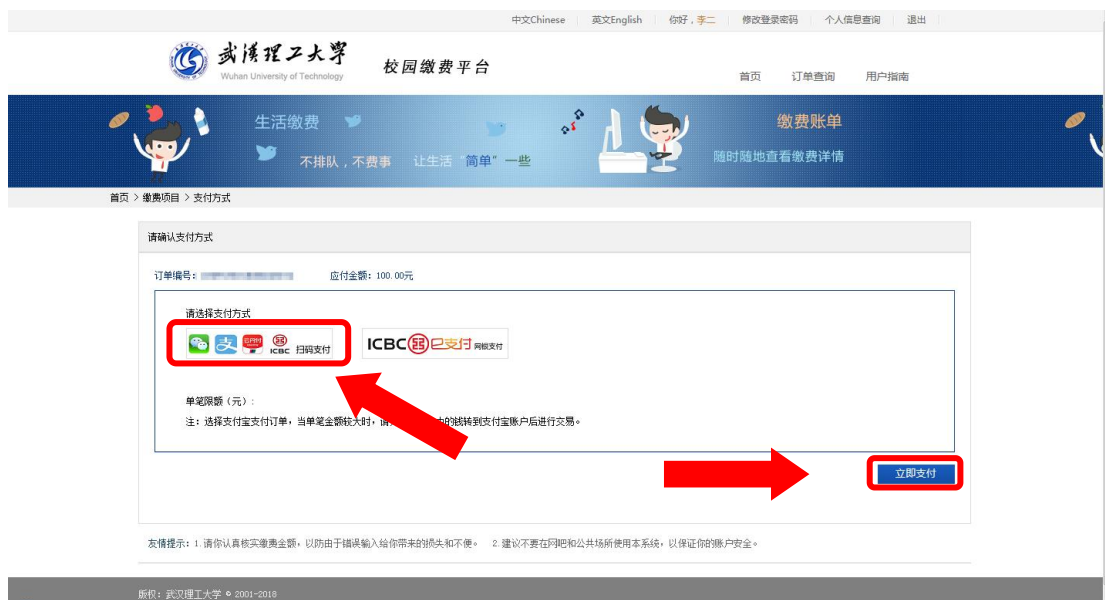 中文Chinese 英文English 你好，李二 修改登录密码 个人信息查询 退出
武汉理工大学 校园缴费平台
Wuhan University of Technology
首页 订单查询 用户指南
生活缴费 缴费账单
不排队，不费事 让生活“简单”一些 随时随地查看缴费详情
首页 > 缴费项目 > 支付方式
请确认支付方式
订单编号： 应付金额：100.00元
请选择支付方式
支 ICBC 扫码支付 ICBC e支付 网银支付
单笔限额（元）：
注：选择支付宝支付订单，当单笔金额较大时，请 的钱转到支付宝账户后进行交易。
立即支付
友情提示：1.请你认真核实缴费金额，以防由于错误输入给你带来的损失和不便。 2.建议不要在网吧和公共场所使用本系统，以保证你的账户安全。
版权：武汉理工大学 © 2001-2018